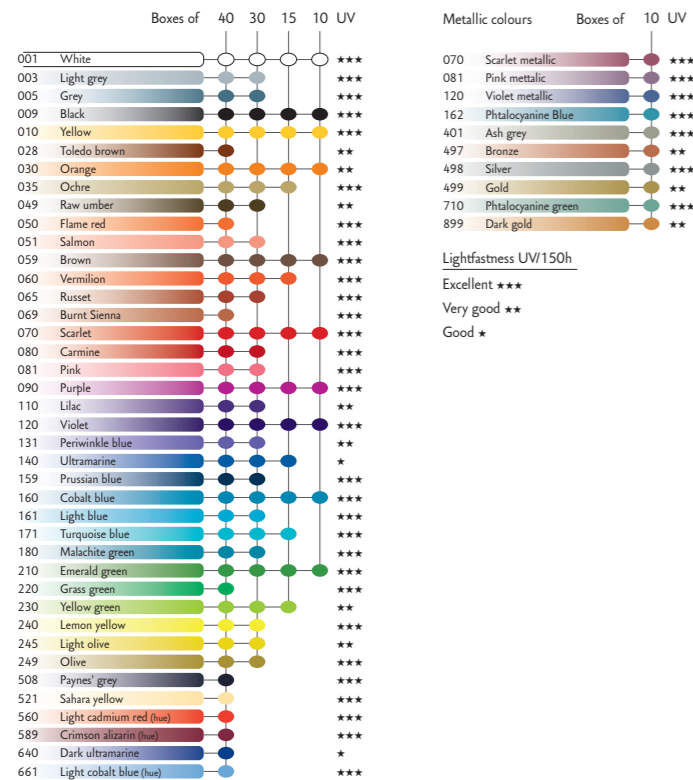 Boxes of 40 30 15 10 UV
001 White ★★★
003 Light grey ★★★
005 Grey ★★★
009 Black ★★★
010 Yellow ★★★
028 Toledo brown ★★
030 Orange ★★
035 Ochre ★★★
049 Raw umber ★★
050 Flame red ★★★
051 Salmon ★★★
059 Brown ★★★
060 Vermilion ★★★
065 Russet ★★★
069 Burnt Sienna ★★★
070 Scarlet ★★★
080 Carmine ★★★
081 Pink ★★★
090 Purple ★★★
110 Lilac ★★
120 Violet ★★★
131 Periwinkle blue ★★
140 Ultramarine ★
159 Prussian blue ★★★
160 Cobalt blue ★★★
161 Light blue ★★★
171 Turquoise blue ★★★
180 Malachite green ★★★
210 Emerald green ★★★
220 Grass green ★★★
230 Yellow green ★★
240 Lemon yellow ★★★
245 Light olive ★★
249 Olive ★★★
508 Paynes' grey ★★★
521 Sahara yellow ★★★
560 Light cadmium red (hue) ★★★
589 Crimson alizarin (hue) ★★★
640 Dark ultramarine ★
661 Light cobalt blue (hue) ★★★
Metallic colours Boxes of 10 UV
070 Scarlet metallic ★★★
081 Pink mettalic ★★★
120 Violet metallic ★★★
162 Phtalocyanine Blue ★★★
401 Ash grey ★★★
497 Bronze ★★
498 Silver ★★★
499 Gold ★★
710 Phtalocyanine green ★★★
899 Dark gold ★★
Lightfastness UV/150h
Excellent ★★★
Very good ★★
Good ★